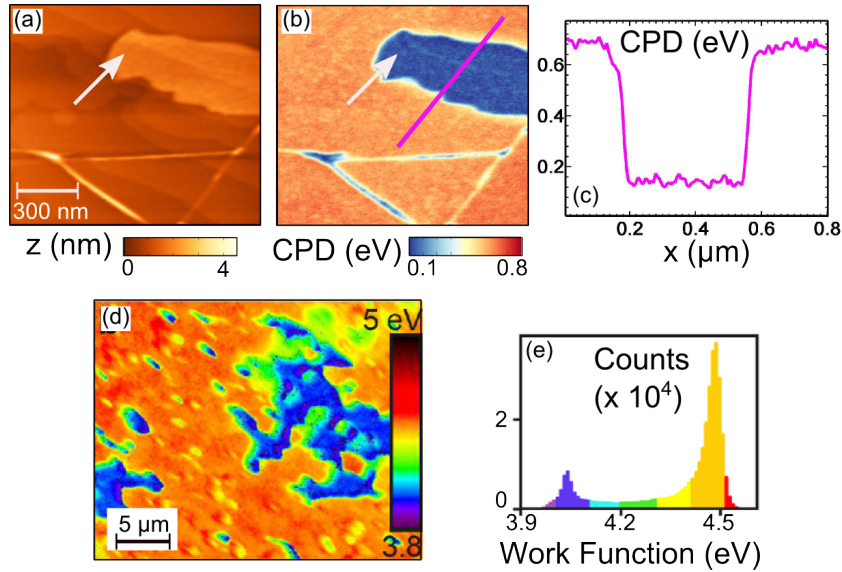 (a)
300 nm
z (nm)
0
4
(b)
CPD (eV)
0.1
0.8
CPD (eV)
0.6
0.4
0.2
(c)
0.2
0.4
0.6
0.8
x (µm)
(d)
5 eV
3.8
5 µm
(e)
Counts
(x 10⁴)
2
0
3.9
4.2
4.5
Work Function (eV)